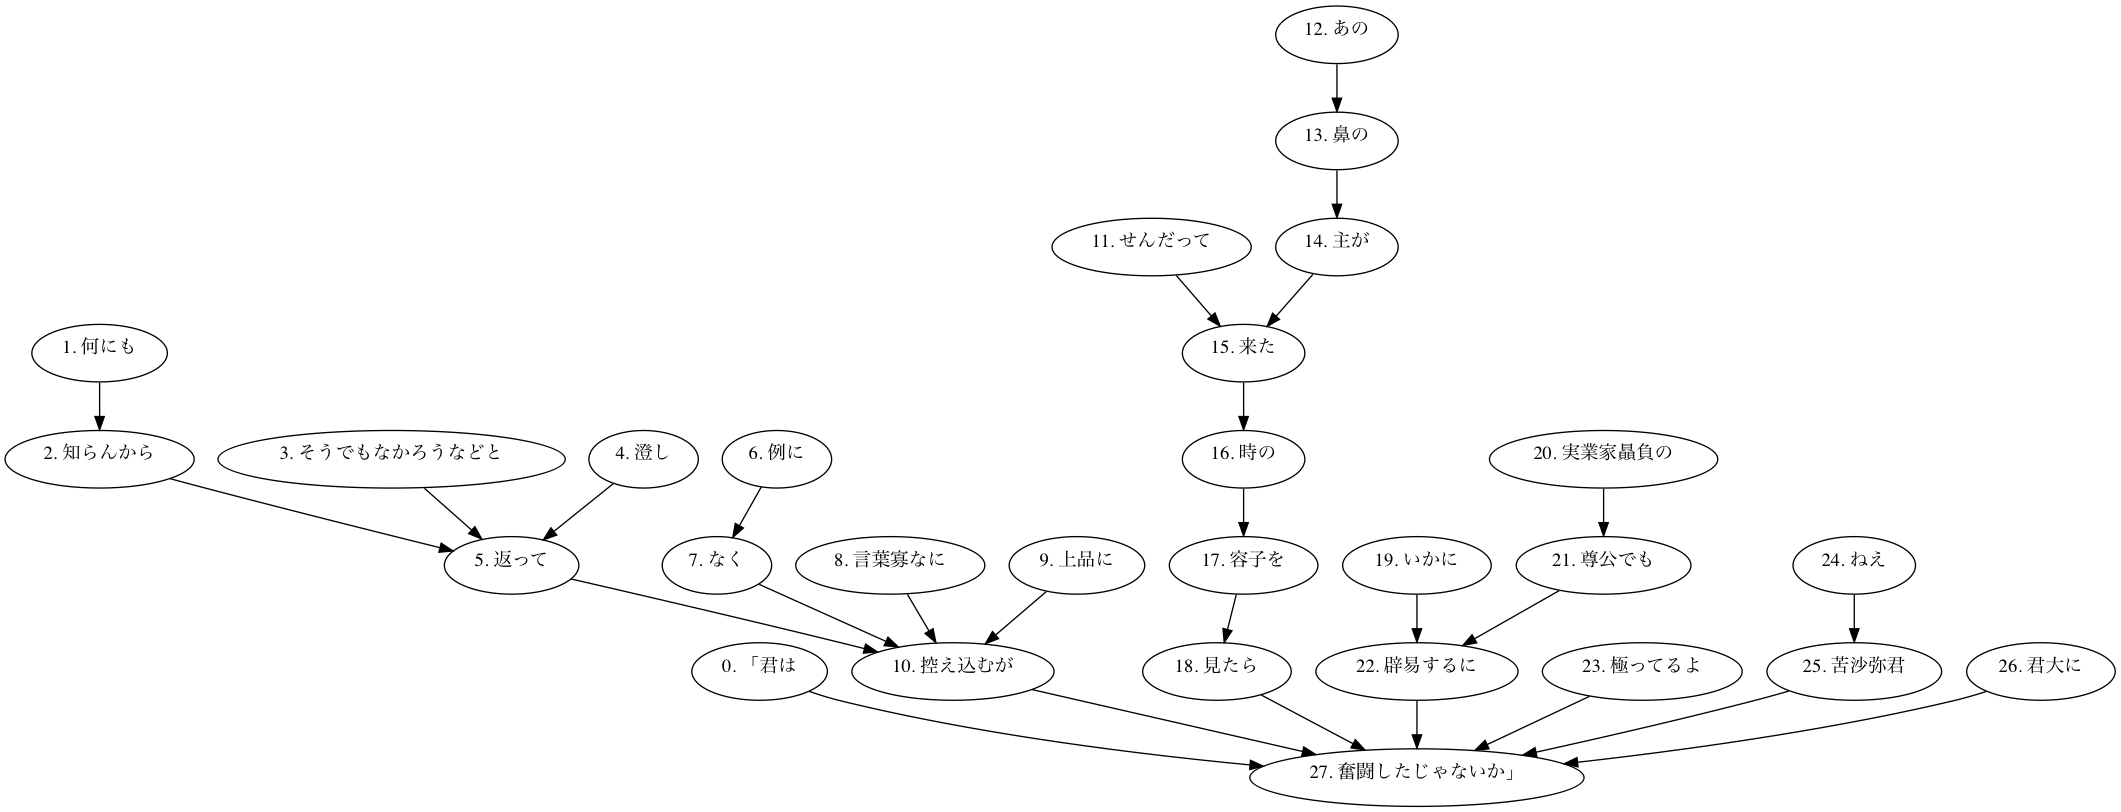 12. あの
13. 鼻の
11. せんだって
14. 主が
1. 何にも
15. 来た
2. 知らんから
3. そうでもなかろうなどと
4. 澄し
6. 例に
16. 時の
20. 実業家贔負の
5. 返って
7. なく
8. 言葉寡なに
9. 上品に
17. 容子を
19. いかに
21. 尊公でも
24. ねえ
0. 「君は
10. 控え込むが
18. 見たら
22. 辟易するに
23. 極ってるよ
25. 苦沙弥君
26. 君大に
27. 奮闘したじゃないか」